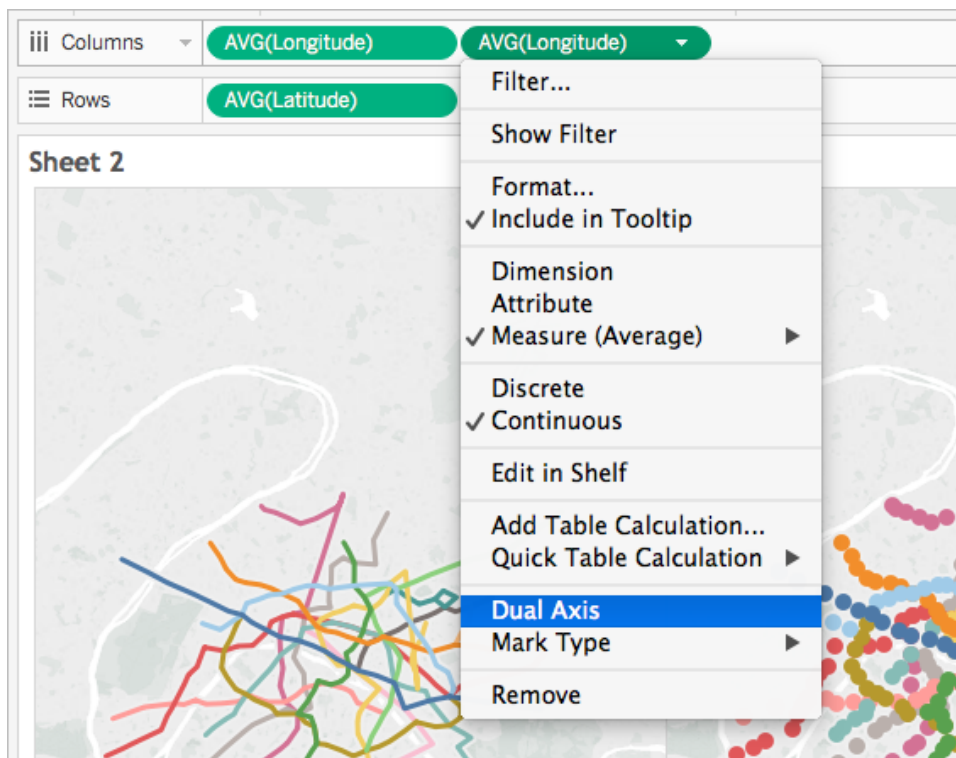 Columns AVG(Longitude) AVG(Longitude)
Rows AVG(Latitude)
Sheet 2
Filter...
Show Filter
Format...
Include in Tooltip
Dimension
Attribute
Measure (Average)
Discrete
Continuous
Edit in Shelf
Add Table Calculation...
Quick Table Calculation
Dual Axis
Mark Type
Remove